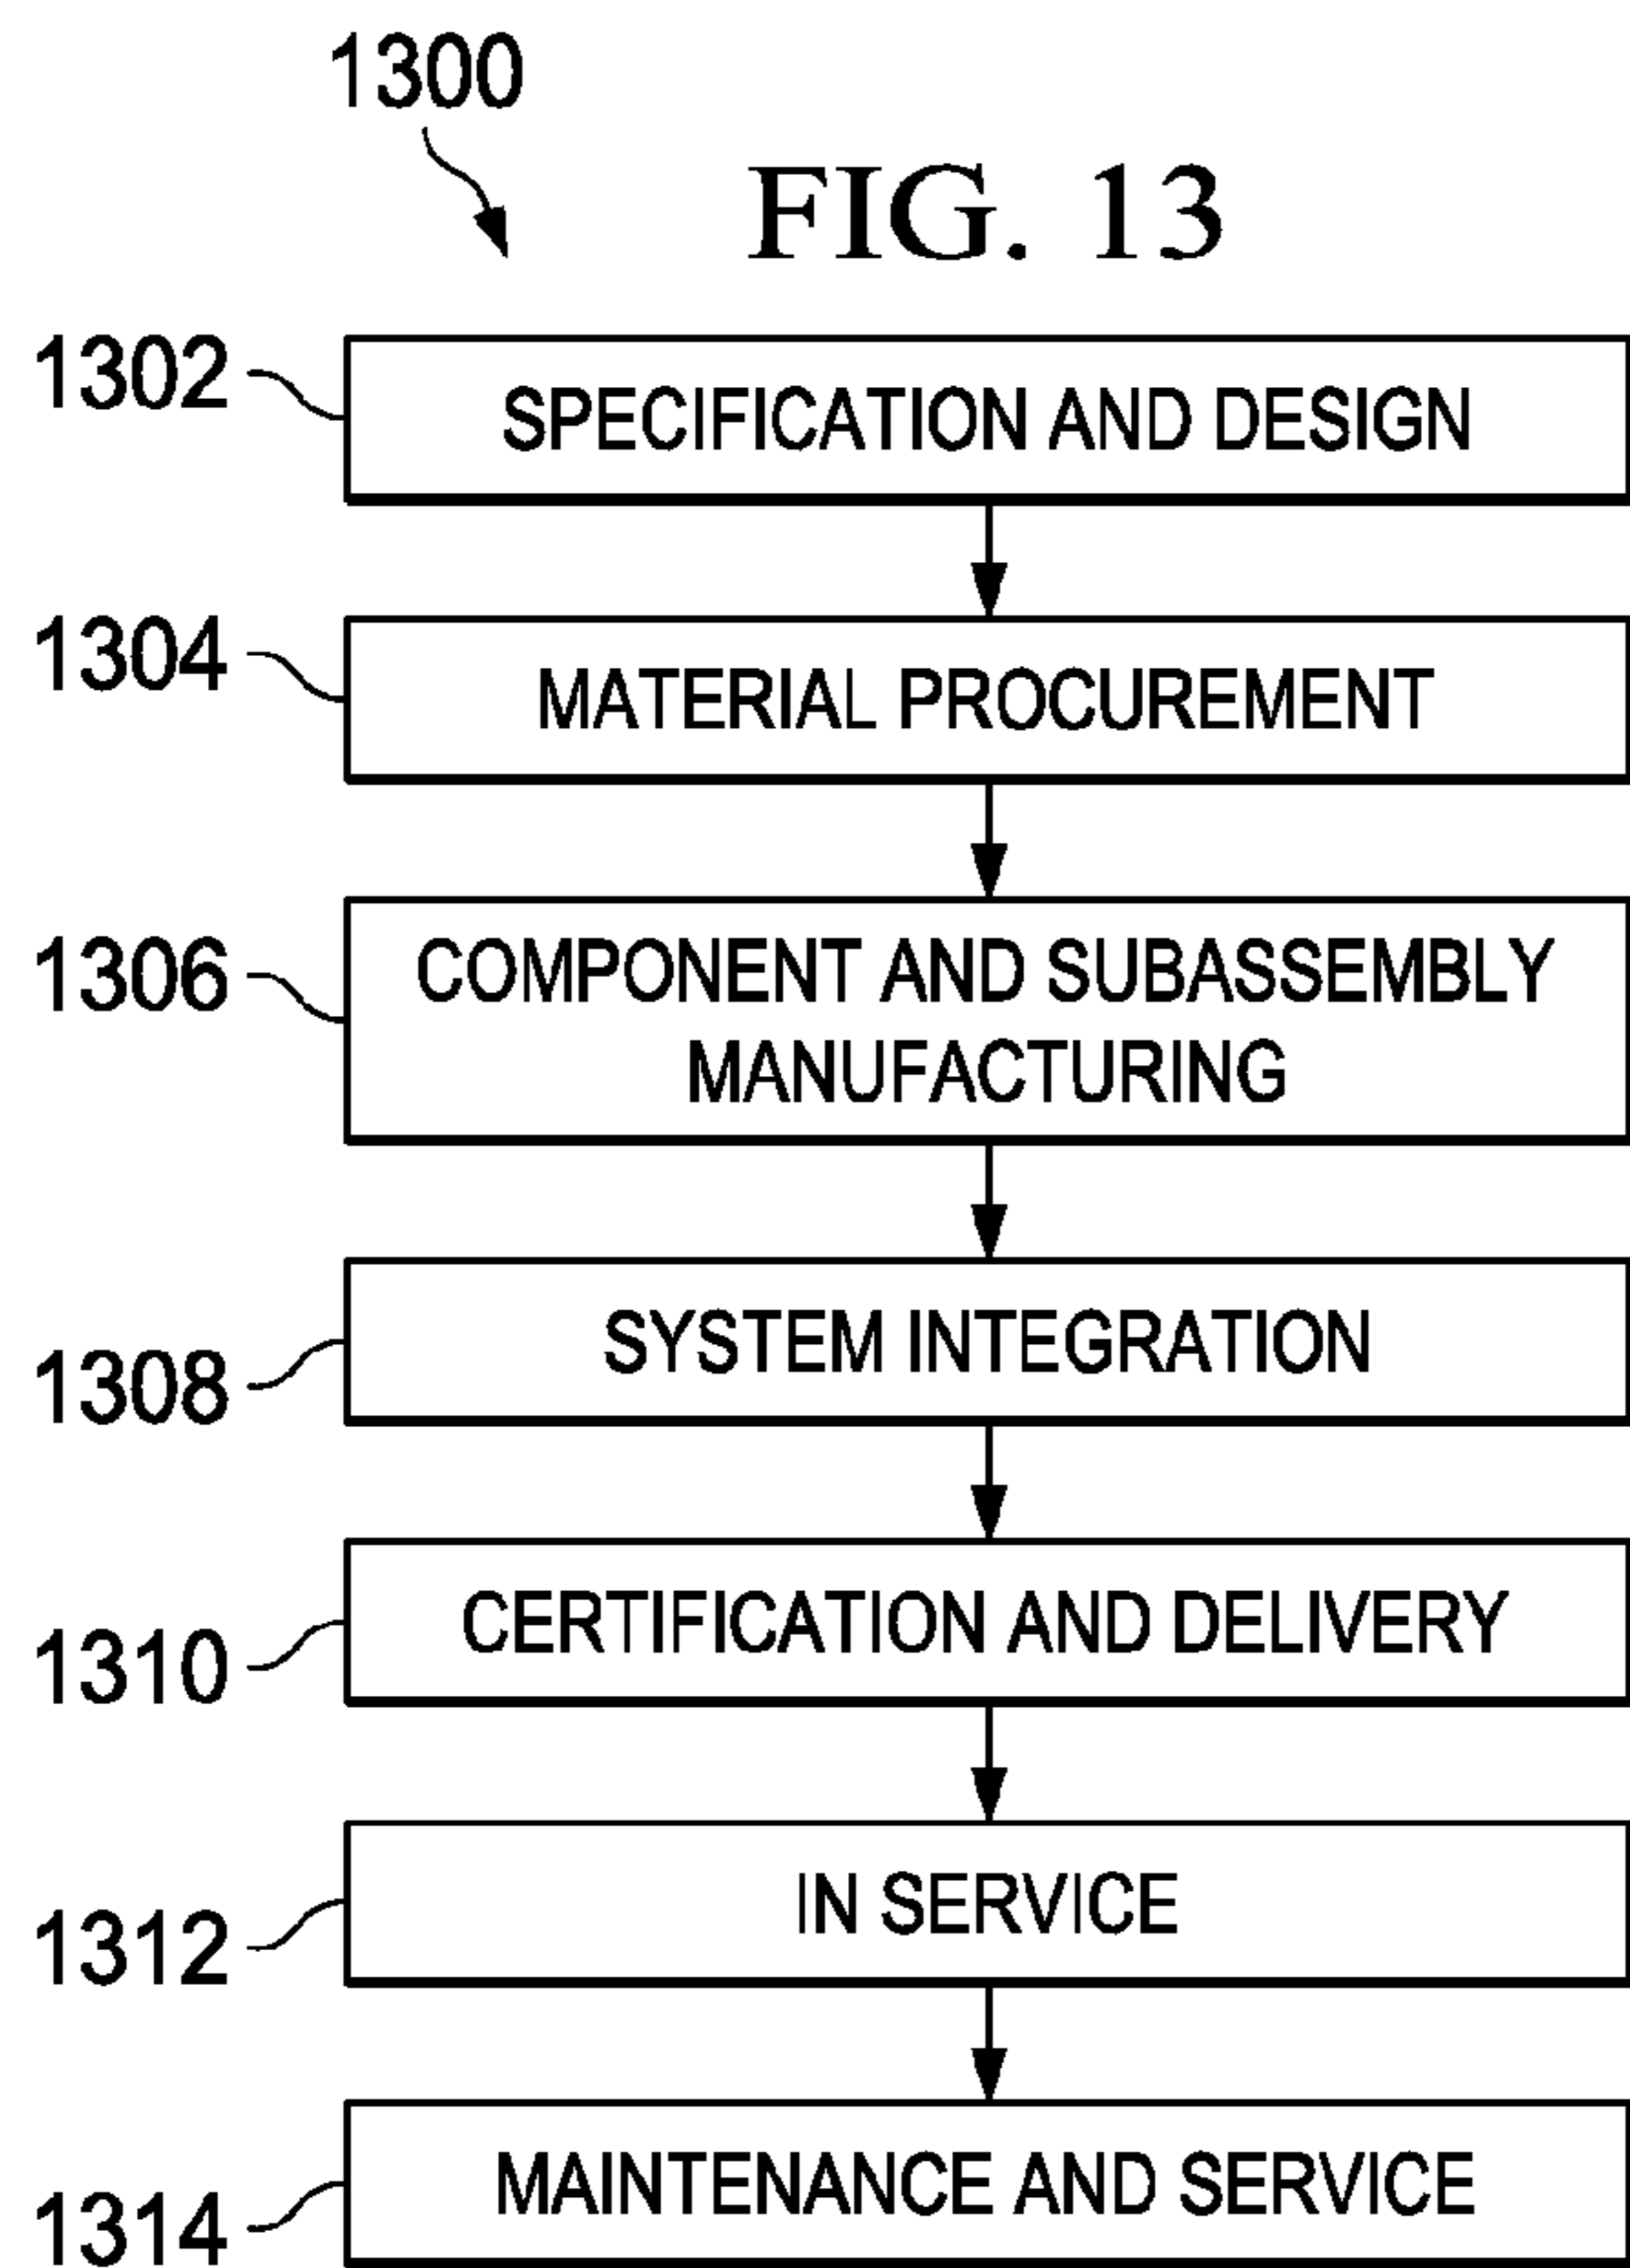 1300
FIG. 13
1302
SPECIFICATION AND DESIGN
1304
MATERIAL PROCUREMENT
1306
COMPONENT AND SUBASSEMBLY
MANUFACTURING
1308
SYSTEM INTEGRATION
1310
CERTIFICATION AND DELIVERY
1312
IN SERVICE
1314
MAINTENANCE AND SERVICE